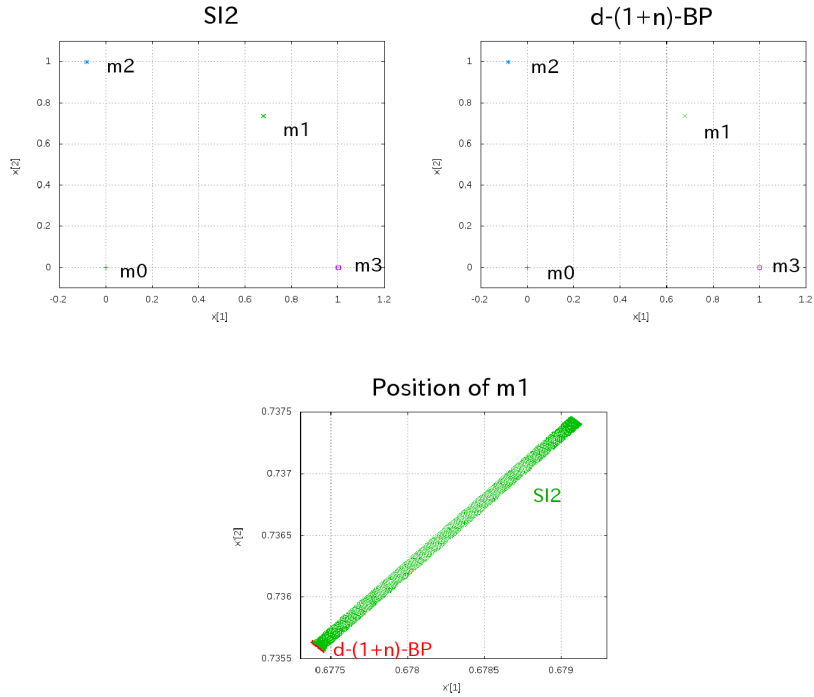 SI2
1
0.8
0.6
0.4
0.2
0
-0.2
0
0.2
0.4
0.6
0.8
1
1.2
x[2]
x[1]
m2
m1
m0
m3
d-(1+n)-BP
1
0.8
0.6
0.4
0.2
0
-0.2
0
0.2
0.4
0.6
0.8
1
1.2
x[2]
x[1]
m2
m1
m0
m3
Position of m1
0.7375
0.737
0.7365
0.736
0.7355
0.6775
0.678
0.6785
0.679
x'[2]
x'[1]
SI2
d-(1+n)-BP